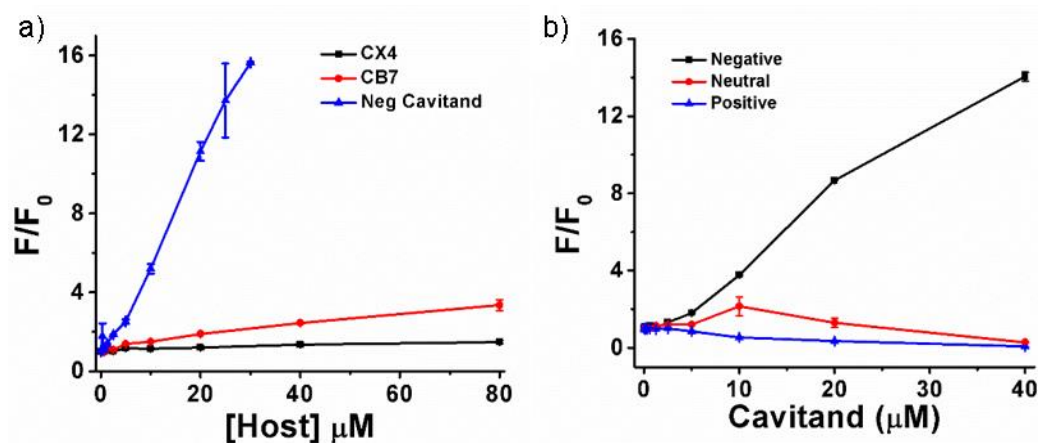 a)
16
12
8
4
0
F/F0
CX4
CB7
Neg Cavitand
0 20 40 60 80
[Host] μM
b)
16
12
8
4
0
F/F0
Negative
Neutral
Positive
0 10 20 30 40
Cavitand (μM)